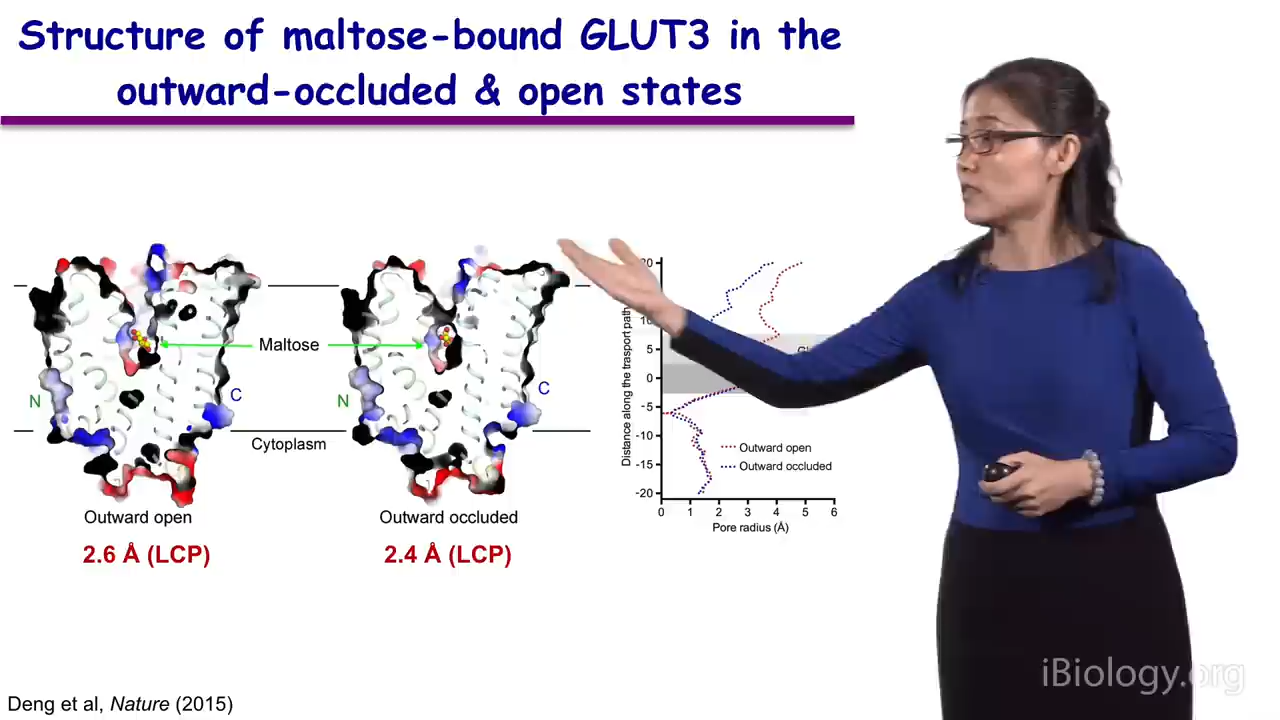 Structure of maltose-bound GLUT3 in the
outward-occluded & open states
Maltose
N
C
N
C
Cytoplasm
Outward open
Outward occluded
2.6 Å (LCP)
2.4 Å (LCP)
Distance along the trasport path
20
10
5
0
-5
-10
-15
-20
Outward open
Outward occluded
0
1
2
3
4
5
6
Pore radius (Å)
Deng et al, Nature (2015)
iBiology.org